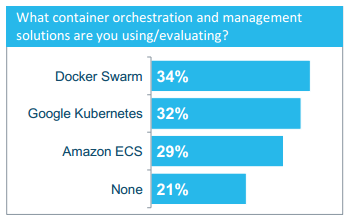 What container orchestration and management
solutions are you using/evaluating?
Docker Swarm 34%
Google Kubernetes 32%
Amazon ECS 29%
None 21%